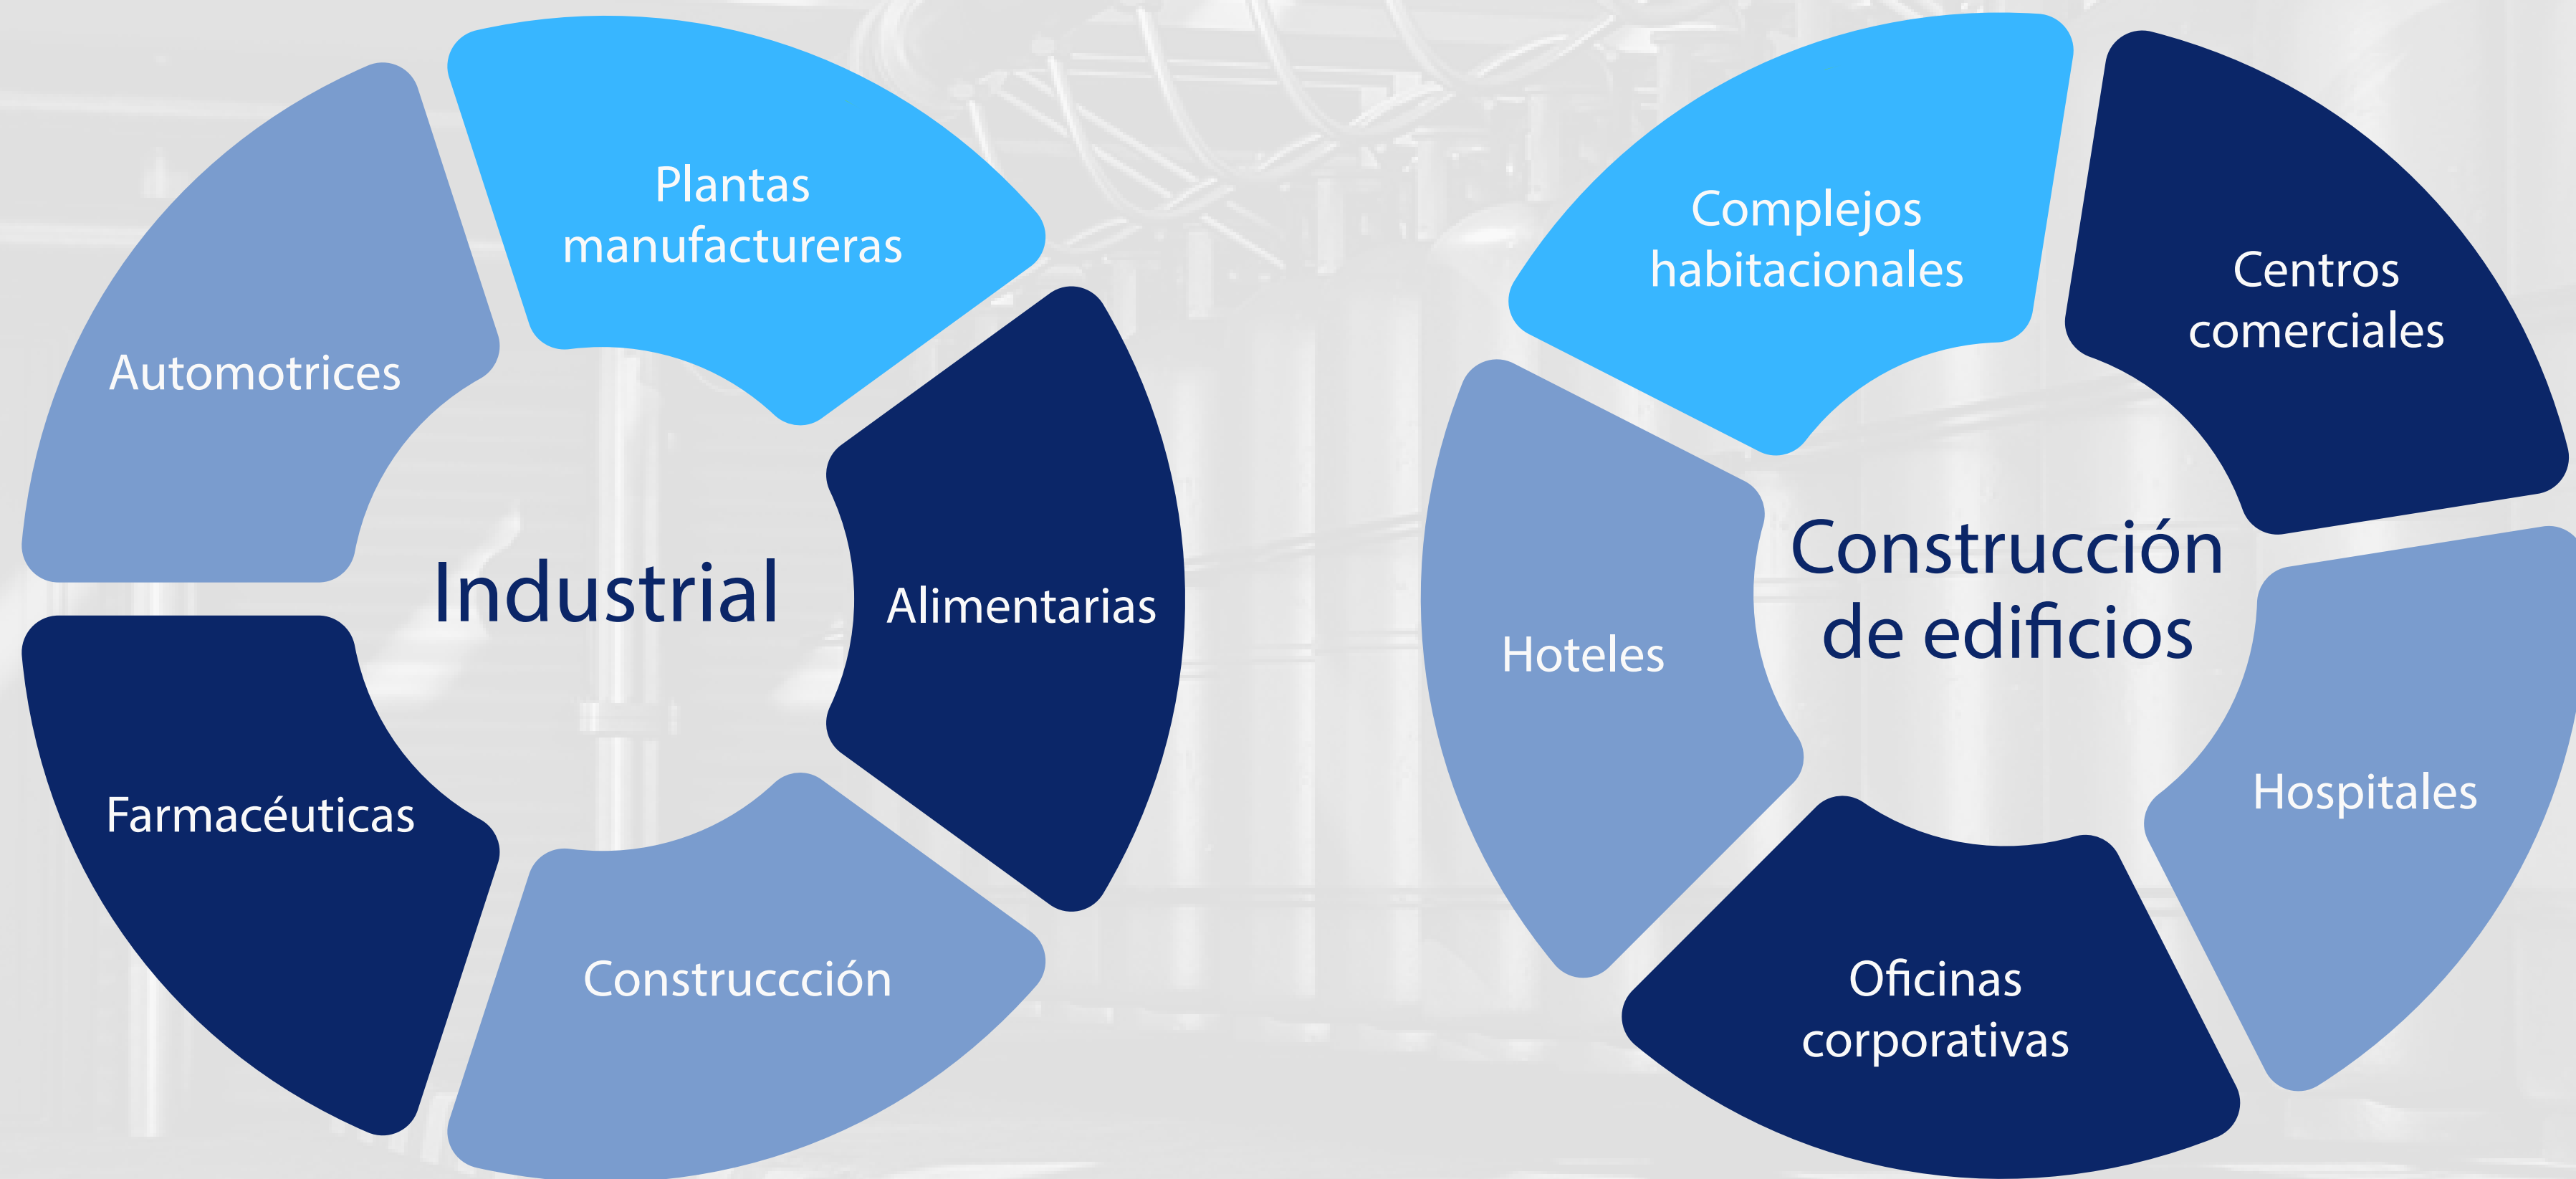 Plantas
manufactureras
Automotrices
Industrial
Alimentarias
Farmacéuticas
Construccción
Complejos
habitacionales
Centros
comerciales
Construcción
de edificios
Hoteles
Hospitales
Oficinas
corporativas